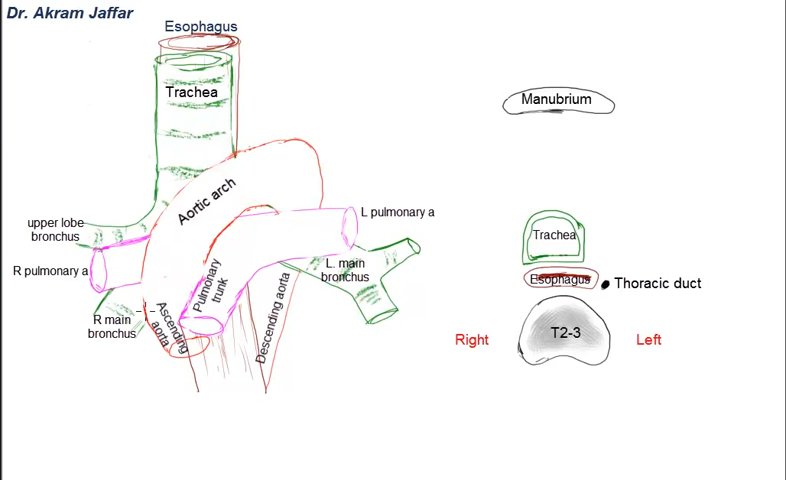 Dr. Akram Jaffar
Esophagus
Trachea
Aortic arch
upper lobe
bronchus
R pulmonary a
R main
bronchus
Ascending
aorta
Pulmonary
trunk
Descending aorta
L pulmonary a
L. main
bronchus
Manubrium
Trachea
Esophagus
Thoracic duct
T2-3
Right
Left